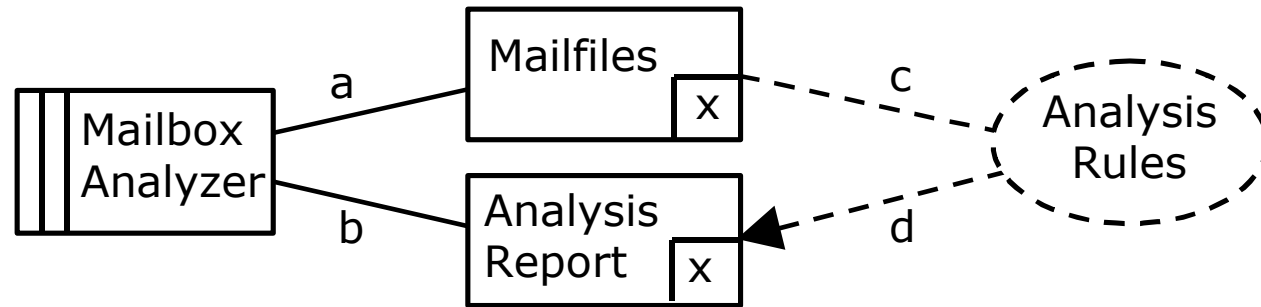 Mailbox
Analyzer
a
b
Mailfiles
x
Analysis
Report
x
c
d
Analysis
Rules